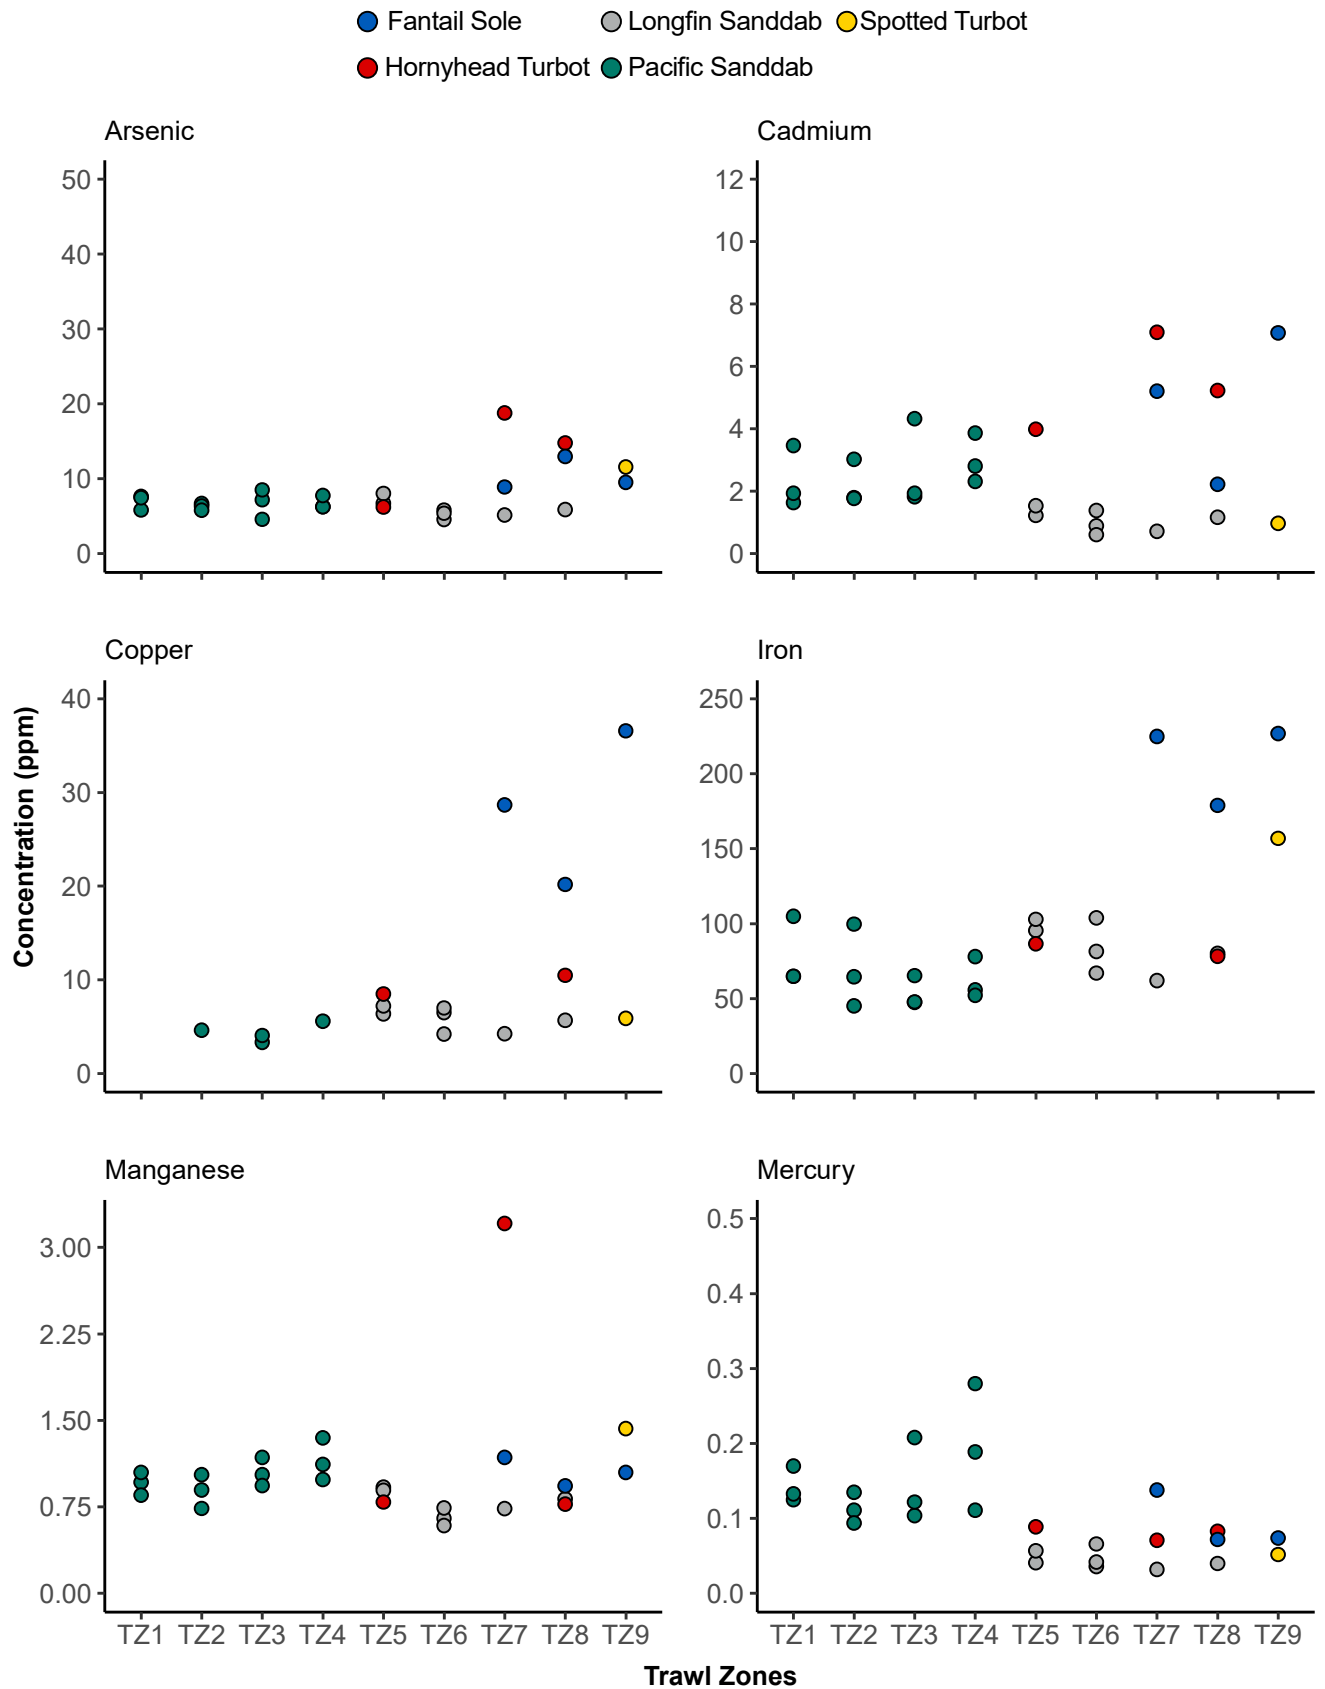 Fantail Sole Longfin Sanddab Spotted Turbot
Hornyhead Turbot Pacific Sanddab
Arsenic
50
40
30
20
10
0
Cadmium
12
10
8
6
4
2
0
Concentration (ppm)
Copper
40
30
20
10
0
Iron
250
200
150
100
50
0
Manganese
3.00
2.25
1.50
0.75
0.00
TZ1 TZ2 TZ3 TZ4 TZ5 TZ6 TZ7 TZ8 TZ9
Mercury
0.5
0.4
0.3
0.2
0.1
0.0
TZ1 TZ2 TZ3 TZ4 TZ5 TZ6 TZ7 TZ8 TZ9
Trawl Zones